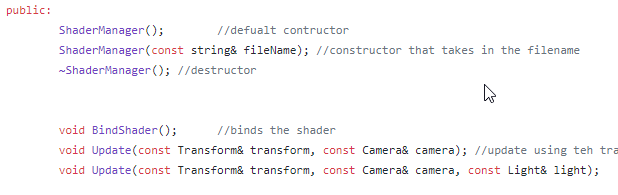 public:
ShaderManager(); //defualt contructor
ShaderManager(const string& fileName); //constructor that takes in the filename
~ShaderManager(); //destructor
void BindShader(); //binds the shader
void Update(const Transform& transform, const Camera& camera); //update using teh tra
void Update(const Transform& transform, const Camera& camera, const Light& light);